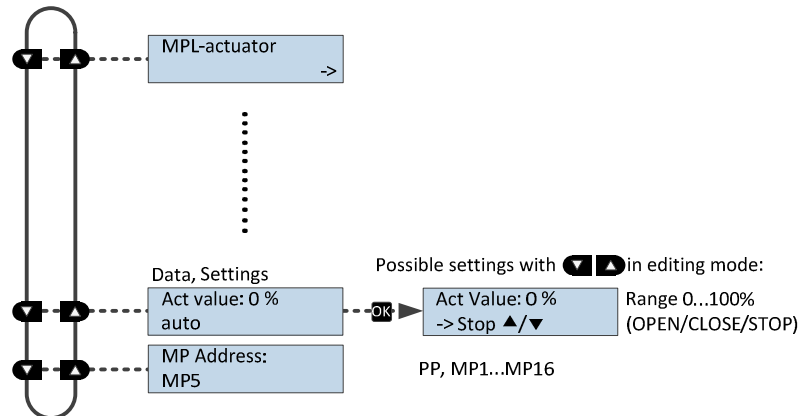 MPL-actuator
->
Data, Settings
Possible settings with ▼ ▲ in editing mode:
Act value: 0 %
auto
OK
Act Value: 0 %
-> Stop ▲/▼
Range 0...100%
(OPEN/CLOSE/STOP)
MP Address:
MP5
PP, MP1...MP16